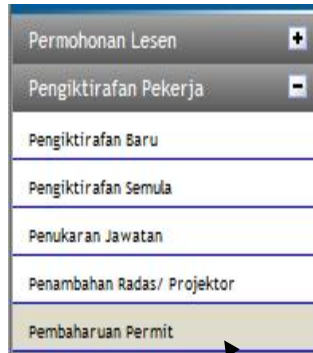 Permohonan Lesen +
Pengiktirafan Pekerja -
Pengiktirafan Baru
Pengiktirafan Semula
Penukaran Jawatan
Penambahan Radas/ Projektor
Pembaharuan Permit